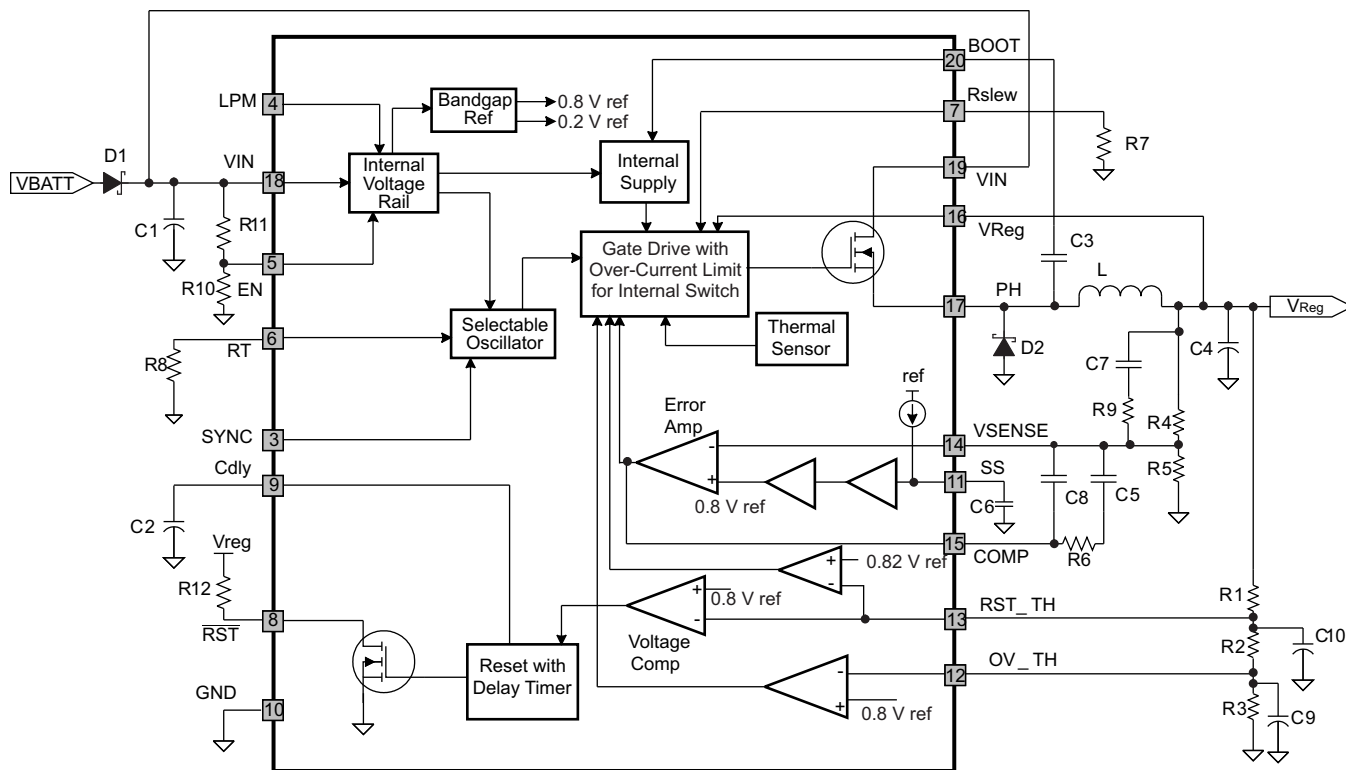 BOOT
20
LPM
4
Bandgap
Ref
0.8 V ref
0.2 V ref
Rslew
7
R7
D1
VBATT
VIN
18
Internal
Voltage
Rail
Internal
Supply
19
VIN
C1
R11
16
VReg
C3
5
R10
EN
Gate Drive with
Over-Current Limit
for Internal Switch
L
PH
17
VReg
6
RT
R8
Selectable
Oscillator
Thermal
Sensor
D2
C7
C4
ref
R9
R4
Error
Amp
SYNC
3
-
14
VSENSE
Cdly
9
+
0.8 V ref
SS
11
C6
C8
C5
R5
C2
Vreg
R12
15
COMP
R6
+
-
0.82 V ref
+
0.8 V ref
-
R1
RST
8
13
RST_TH
Voltage
Comp
R2
C10
Reset with
Delay Timer
-
12
OV_TH
+
0.8 V ref
GND
10
R3
C9